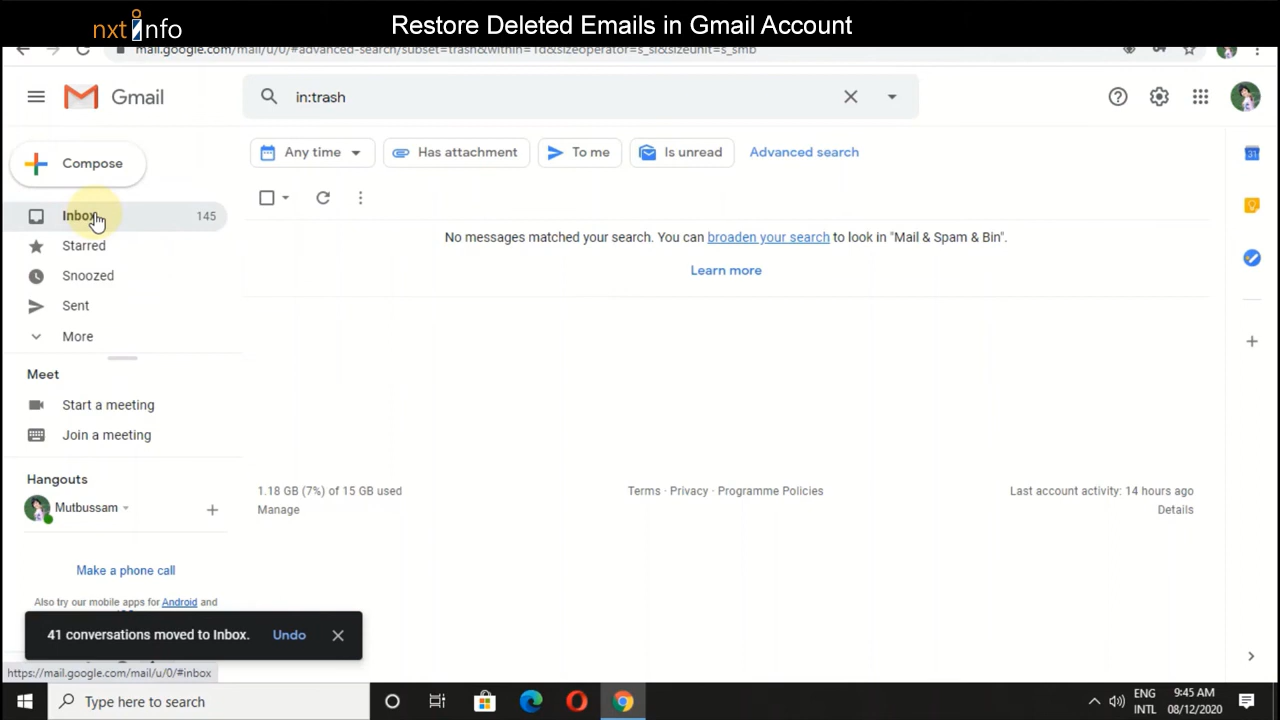 nxt info
Restore Deleted Emails in Gmail Account
mail.google.com/mail/u/0/#advanced-search/subset=trash&within=1d&sizeoperator=s_sl&sizeunit=s_smb
Gmail
in:trash
Compose
Any time
Has attachment
To me
Is unread
Advanced search
Inbox
145
Starred
Snoozed
Sent
More
No messages matched your search. You can broaden your search to look in "Mail & Spam & Bin".
Learn more
31
Meet
Start a meeting
Join a meeting
Hangouts
Mutbussam
Make a phone call
Also try our mobile apps for Android and
1.18 GB (7%) of 15 GB used
Manage
Terms · Privacy · Programme Policies
Last account activity: 14 hours ago
Details
41 conversations moved to Inbox.
Undo
https://mail.google.com/mail/u/0/#inbox
Type here to search
ENG
INTL
9:45 AM
08/12/2020